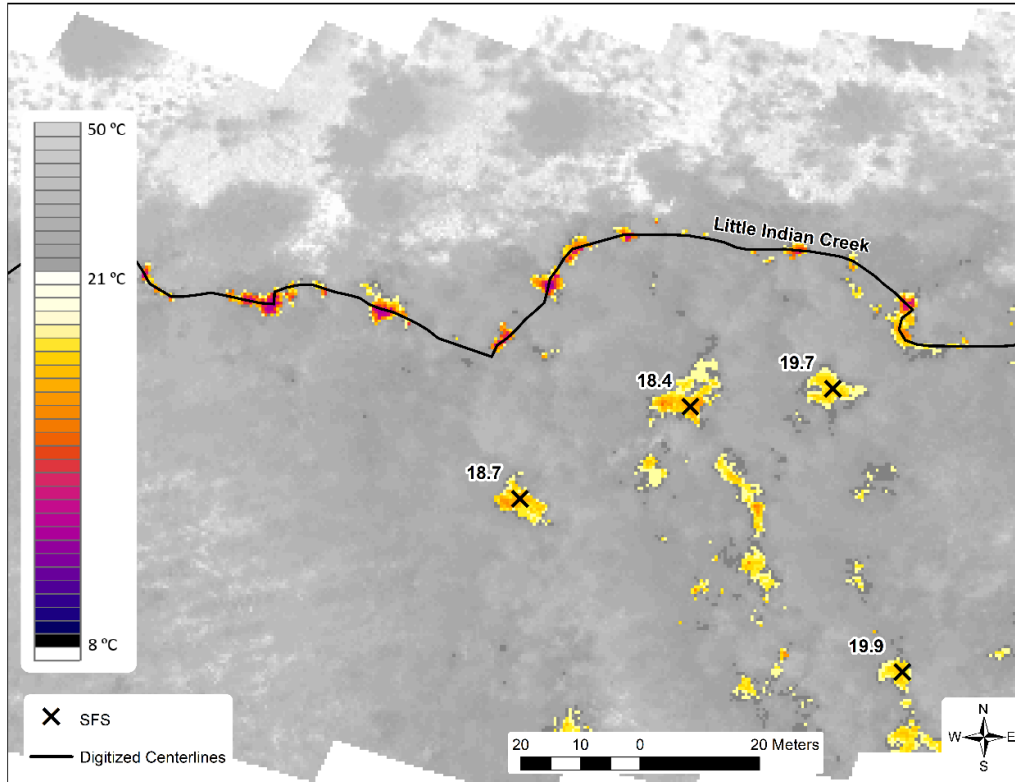 50 ºC
Little Indian Creek
21 ºC
19.7
18.4
18.7
8 ºC
19.9
SFS
Digitized Centerlines
20 10 0 20 Meters
N
W E
S